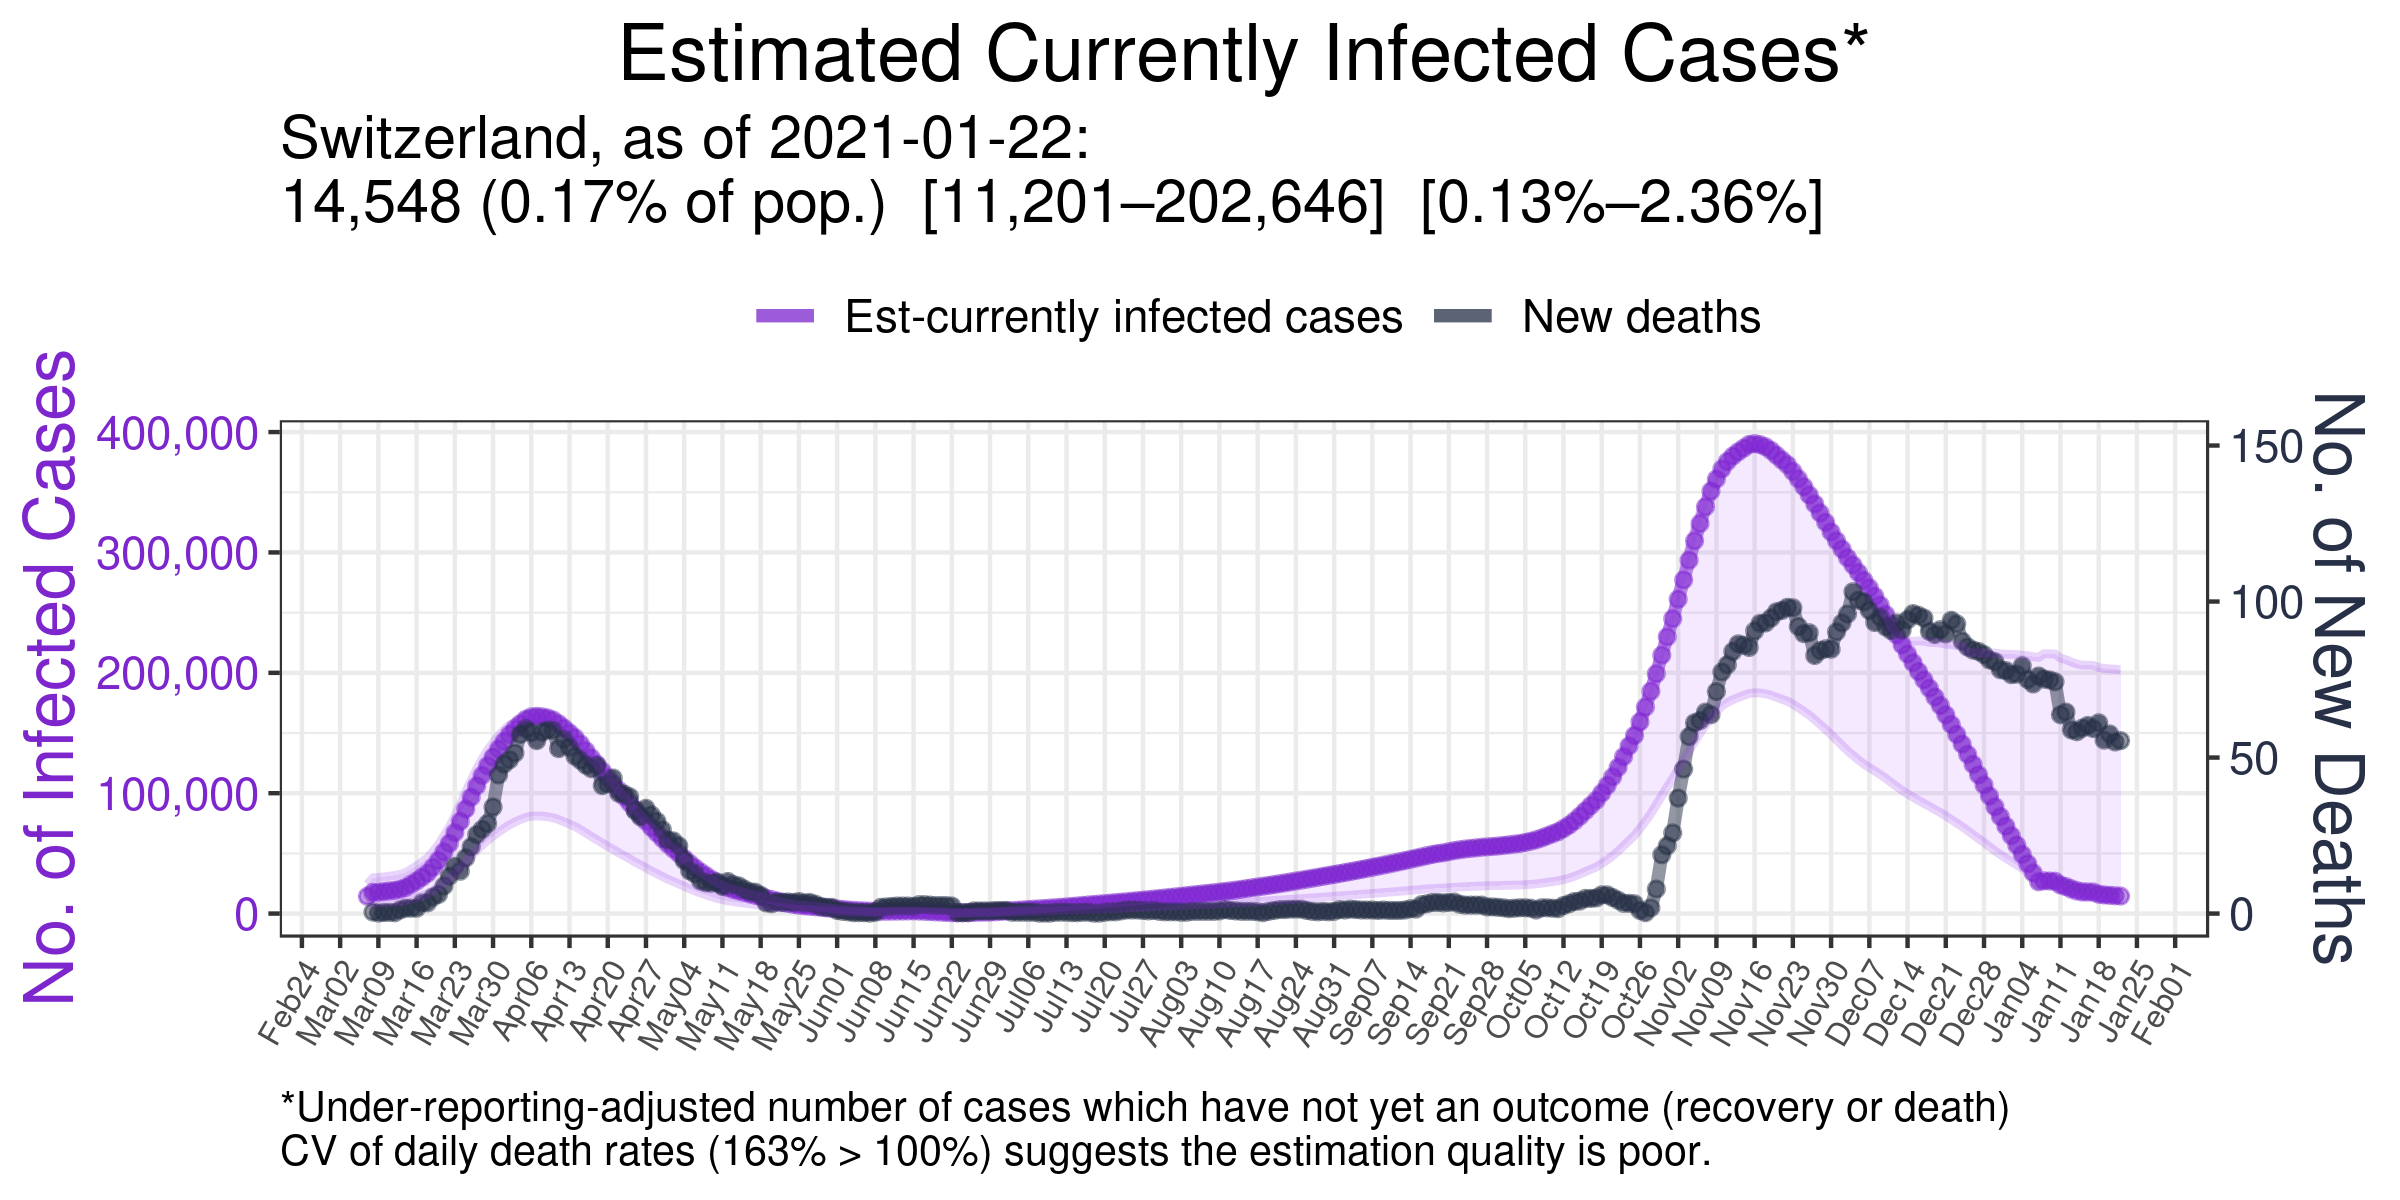 Estimated Currently Infected Cases*
Switzerland, as of 2021-01-22:
14,548 (0.17% of pop.)  [11,201–202,646]  [0.13%–2.36%]
Est-currently infected cases
New deaths
No. of Infected Cases
400,000
300,000
200,000
100,000
0
150
100
50
0
No. of New Deaths
Feb24
Mar02
Mar09
Mar16
Mar23
Mar30
Apr06
Apr13
Apr20
Apr27
May04
May11
May18
May25
Jun01
Jun08
Jun15
Jun22
Jun29
Jul06
Jul13
Jul20
Jul27
Aug03
Aug10
Aug17
Aug24
Aug31
Sep07
Sep14
Sep21
Sep28
Oct05
Oct12
Oct19
Oct26
Nov02
Nov09
Nov16
Nov23
Nov30
Dec07
Dec14
Dec21
Dec28
Jan04
Jan11
Jan18
Jan25
Feb01
*Under-reporting-adjusted number of cases which have not yet an outcome (recovery or death)
CV of daily death rates (163% > 100%) suggests the estimation quality is poor.